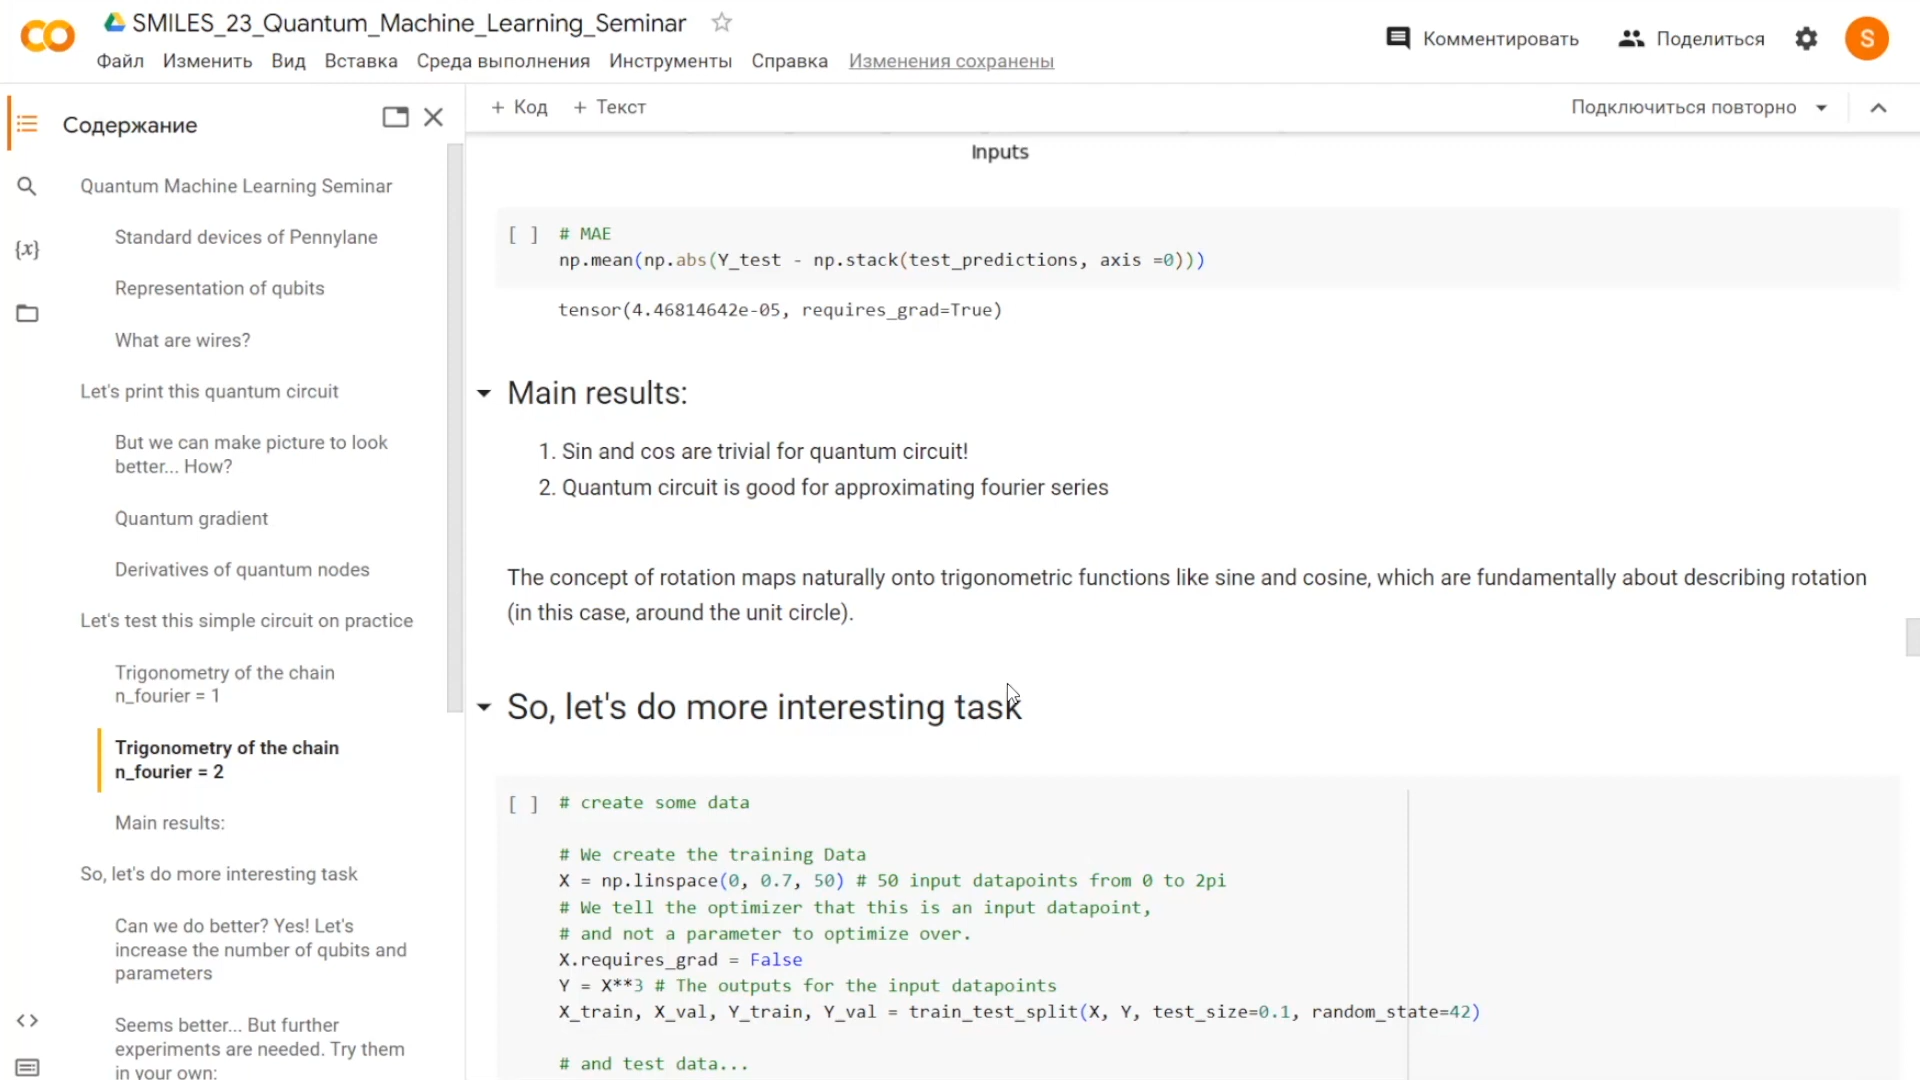 SMILES_23_Quantum_Machine_Learning_Seminar
Файл Изменить Вид Вставка Среда выполнения Инструменты Справка Изменения сохранены
Комментировать
Поделиться
S
Содержание
Quantum Machine Learning Seminar
Standard devices of Pennylane
Representation of qubits
What are wires?
Let's print this quantum circuit
But we can make picture to look
better... How?
Quantum gradient
Derivatives of quantum nodes
Let's test this simple circuit on practice
Trigonometry of the chain
n_fourier = 1
Trigonometry of the chain
n_fourier = 2
Main results:
So, let's do more interesting task
Can we do better? Yes! Let's
increase the number of qubits and
parameters
Seems better... But further
experiments are needed. Try them
in your own:
{x}
<>
+ Код + Текст
Подключиться повторно
Inputs
[ ] # MAE
np.mean(np.abs(Y_test - np.stack(test_predictions, axis =0)))
tensor(4.46814642e-05, requires_grad=True)
Main results:
1. Sin and cos are trivial for quantum circuit!
2. Quantum circuit is good for approximating fourier series
The concept of rotation maps naturally onto trigonometric functions like sine and cosine, which are fundamentally about describing rotation
(in this case, around the unit circle).
So, let's do more interesting task
[ ] # create some data
# We create the training Data
X = np.linspace(0, 0.7, 50) # 50 input datapoints from 0 to 2pi
# We tell the optimizer that this is an input datapoint,
# and not a parameter to optimize over.
X.requires_grad = False
Y = X**3 # The outputs for the input datapoints
X_train, X_val, Y_train, Y_val = train_test_split(X, Y, test_size=0.1, random_state=42)
# and test data...